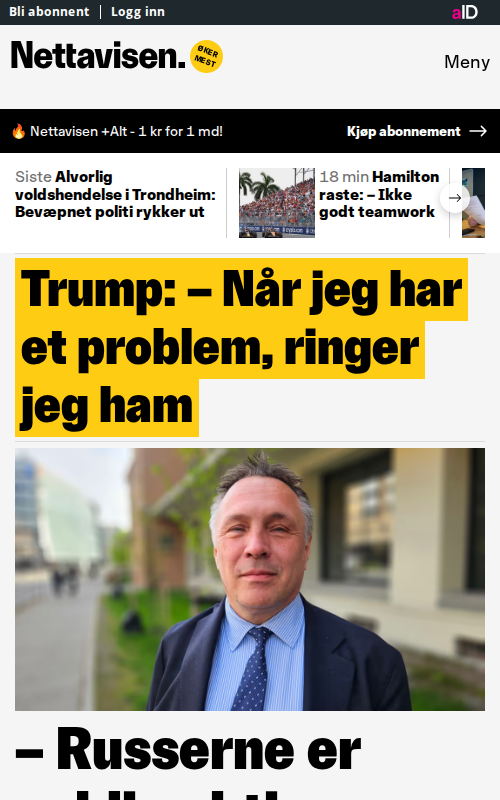 Bli abonnent
Logg inn
aID
Nettavisen.
ØKER
MEST
Meny
🔥 Nettavisen +Alt - 1 kr for 1 md!
Kjøp abonnement
Siste Alvorlig
voldshendelse i Trondheim:
Bevæpnet politi rykker ut
18 min Hamilton
raste: – Ikke
godt teamwork
Trump: – Når jeg har
et problem, ringer
jeg ham
– Russerne er